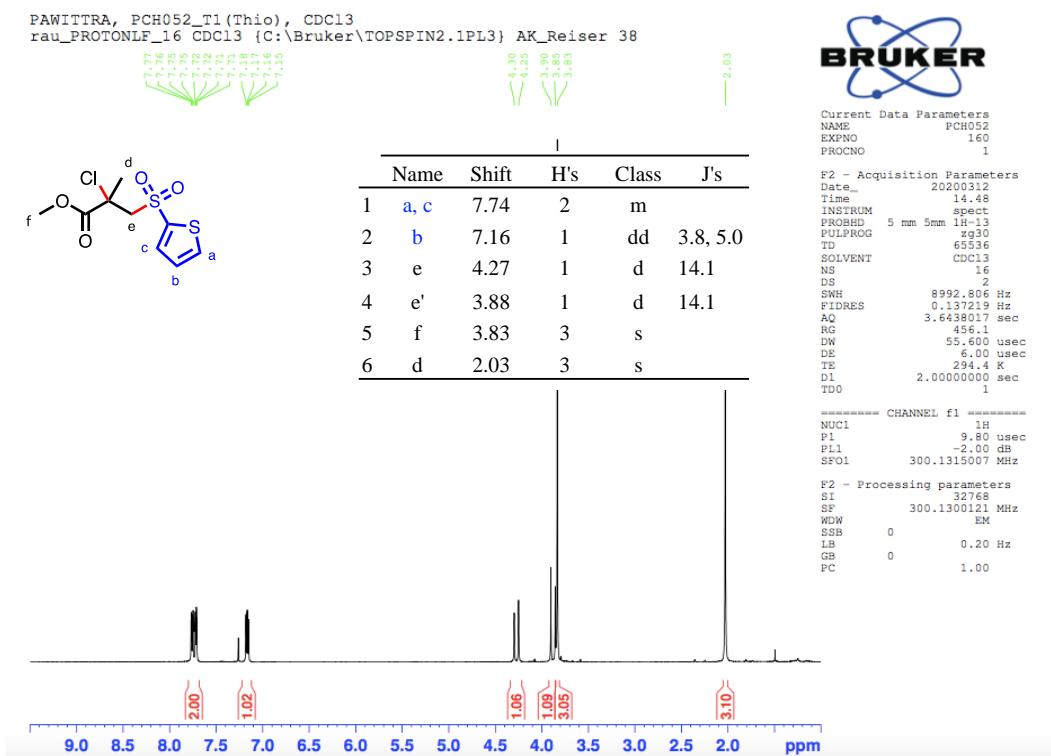 PAWITTRA, PCH052_T1(Thio), CDCl3
rau_PROTONLF_16 CDCl3 {C:\Bruker\TOPSPIN2.1PL3} AK_Reiser 38
7.77 7.76 7.75 7.75 7.72 7.72 7.71 7.71 7.18 7.17 7.16 7.15
4.30 4.25 3.90 3.85 3.83
2.03
BRUKER
Current Data Parameters
NAME PCH052
EXPNO 160
PROCNO 1
F2 - Acquisition Parameters
Date_ 20200312
Time 14.48
INSTRUM spect
PROBHD 5 mm 5mm 1H-13
PULPROG zg30
TD 65536
SOLVENT CDCl3
NS 16
DS 2
SWH 8992.806 Hz
FIDRES 0.137219 Hz
AQ 3.6438017 sec
RG 456.1
DW 55.600 usec
DE 6.00 usec
TE 294.4 K
D1 2.00000000 sec
TD0 1
======== CHANNEL f1 ========
NUC1 1H
P1 9.80 usec
PL1 -2.00 dB
SFO1 300.1315007 MHz
F2 - Processing parameters
SI 32768
SF 300.1300121 MHz
WDW EM
SSB 0
LB 0.20 Hz
GB 0
PC 1.00
d
Cl
O
O
S
O
O
f
e
S
c
a
b
Name Shift H's Class J's
1 a, c 7.74 2 m
2 b 7.16 1 dd 3.8, 5.0
3 e 4.27 1 d 14.1
4 e' 3.88 1 d 14.1
5 f 3.83 3 s
6 d 2.03 3 s
2.00 1.02 1.06 1.09 3.05 3.10
9.0 8.5 8.0 7.5 7.0 6.5 6.0 5.5 5.0 4.5 4.0 3.5 3.0 2.5 2.0 ppm